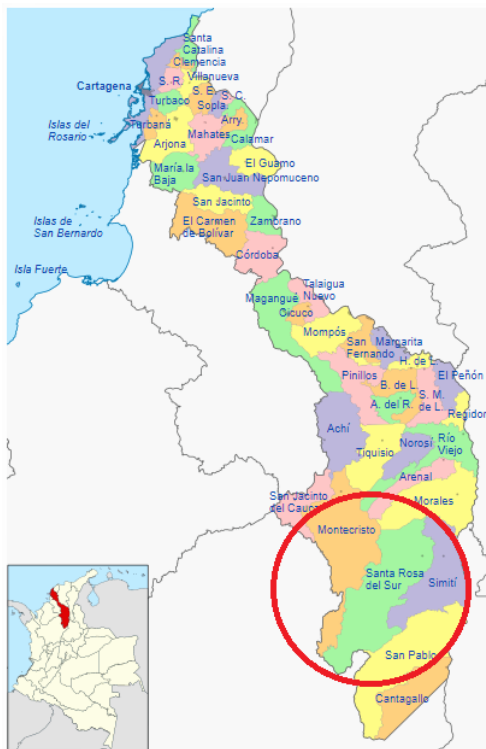 Santa
Catalina
Clemencia
Villanueva
Cartagena
S. R.
S. E.
S. C.
Turbaco
Sopla.
Arry.
Islas del
Rosario
Turbaná
Mahates
Calamar
Arjona
El Guamo
María la
Baja
San Juan Nepomuceno
San Jacinto
Islas de
San Bernardo
El Carmen
de Bolívar
Zambrano
Córdoba
Isla Fuerte
Talaigua
Nuevo
Magangué
Cicuco
Mompós
San
Fernando
Margarita
H. de L.
El Peñón
Pinillos
B. de L.
S. M.
de L.
A. del R.
Regidor
Achí
Norosí
Río
Viejo
Tiquisio
Arenal
San Jacinto
del Cauca
Morales
Montecristo
Santa Rosa
del Sur
Simití
San Pablo
Cantagallo